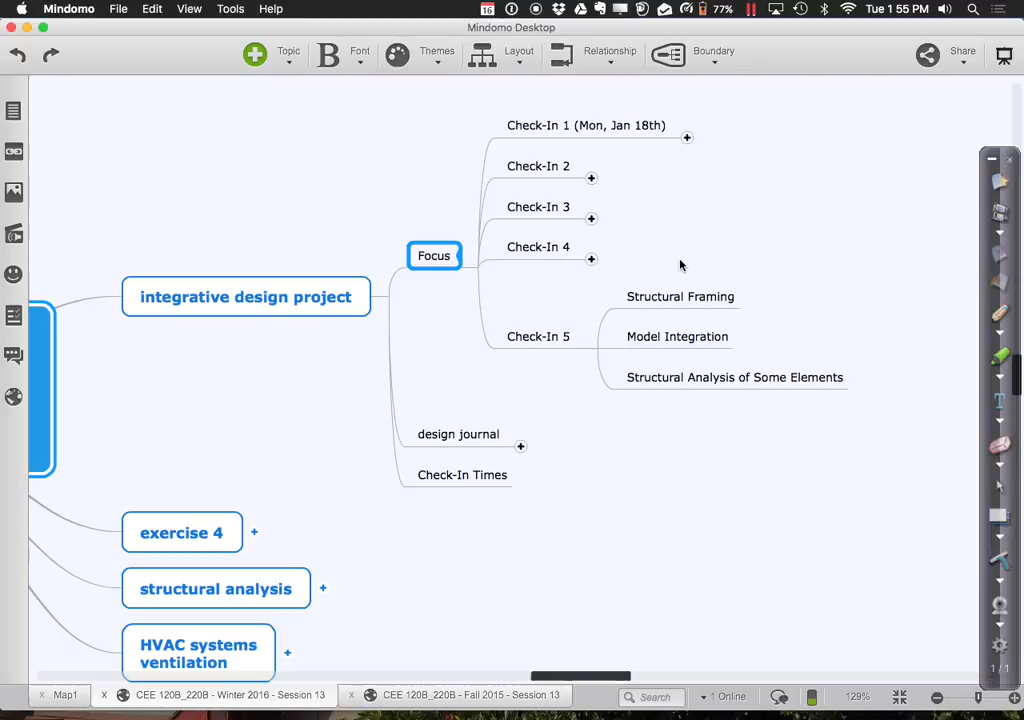 Mindomo File Edit View Tools Help 16 77% Tue 1 55 PM
Mindomo Desktop
Topic Font Themes Layout Relationship Boundary Share
Check-In 1 (Mon, Jan 18th)
Check-In 2
Check-In 3
Check-In 4
Focus
integrative design project
Structural Framing
Check-In 5
Model Integration
Structural Analysis of Some Elements
design journal
Check-In Times
exercise 4
structural analysis
HVAC systems
ventilation
1 / 1
Map1 CEE 120B_220B - Winter 2016 - Session 13 CEE 120B_220B - Fall 2015 - Session 13 Search 1 Online 129%